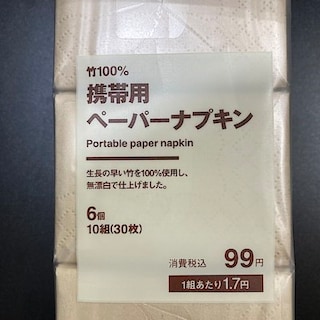 竹100%
携帯用
ペーパーナプキン
Portable paper napkin
生長の早い竹を100%使用し、
無漂白で仕上げました。
6個
10組(30枚)
消費税込 99円
1組あたり1.7円